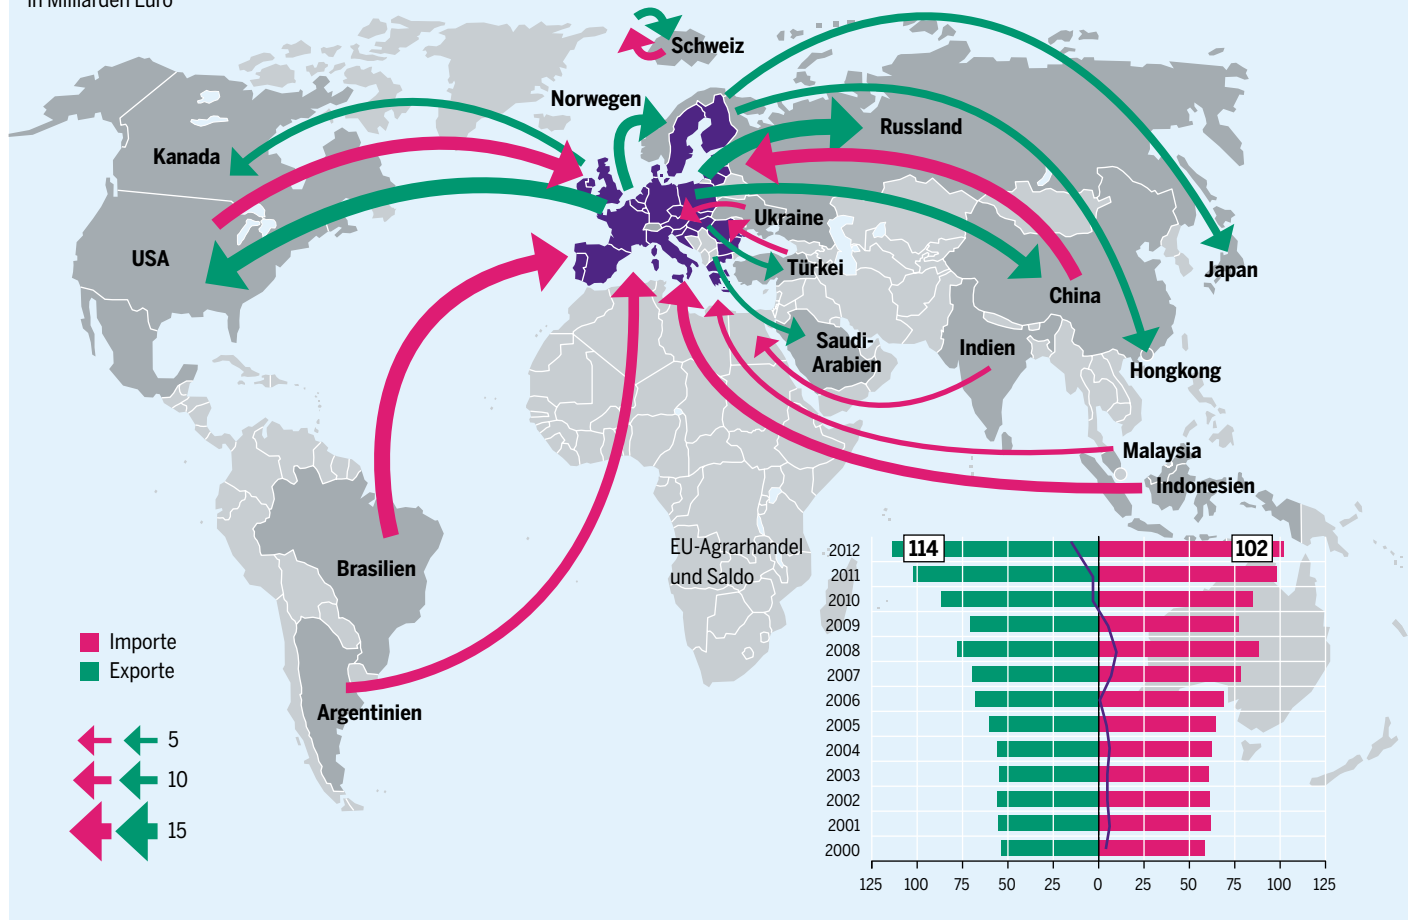 in Milliarden Euro
Schweiz
Norwegen
Russland
Kanada
Ukraine
USA
Türkei
Japan
China
Saudi-
Arabien
Indien
Hongkong
Malaysia
Indonesien
Brasilien
Argentinien
Importe
Exporte
5
10
15
EU-Agrarhandel
und Saldo
2012
114
102
2011
2010
2009
2008
2007
2006
2005
2004
2003
2002
2001
2000
125 100 75 50 25 0 25 50 75 100 125